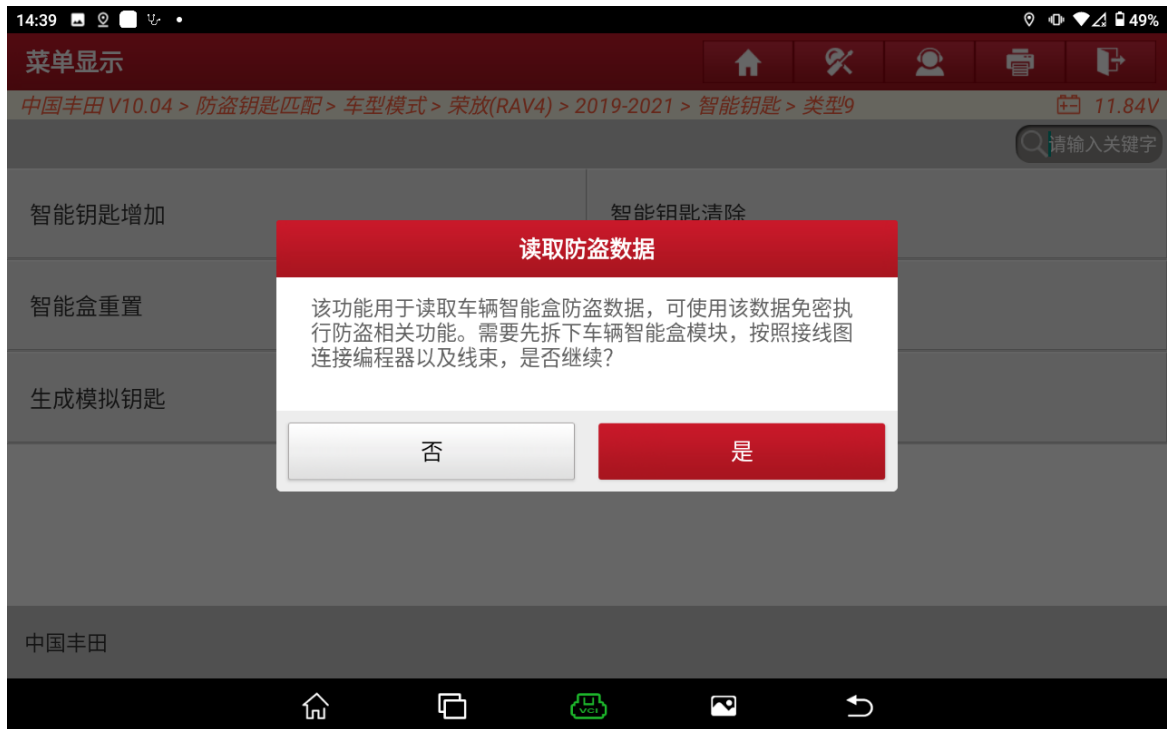 14:39
49%
菜单显示
中国丰田 V10.04 > 防盗钥匙匹配 > 车型模式 > 荣放(RAV4) > 2019-2021 > 智能钥匙 > 类型9
11.84V
请输入关键字
智能钥匙增加
智能钥匙清除
读取防盗数据
智能盒重置
该功能用于读取车辆智能盒防盗数据，可使用该数据免密执
行防盗相关功能。需要先拆下车辆智能盒模块，按照接线图
连接编程器以及线束，是否继续？
生成模拟钥匙
否
是
中国丰田
VCI